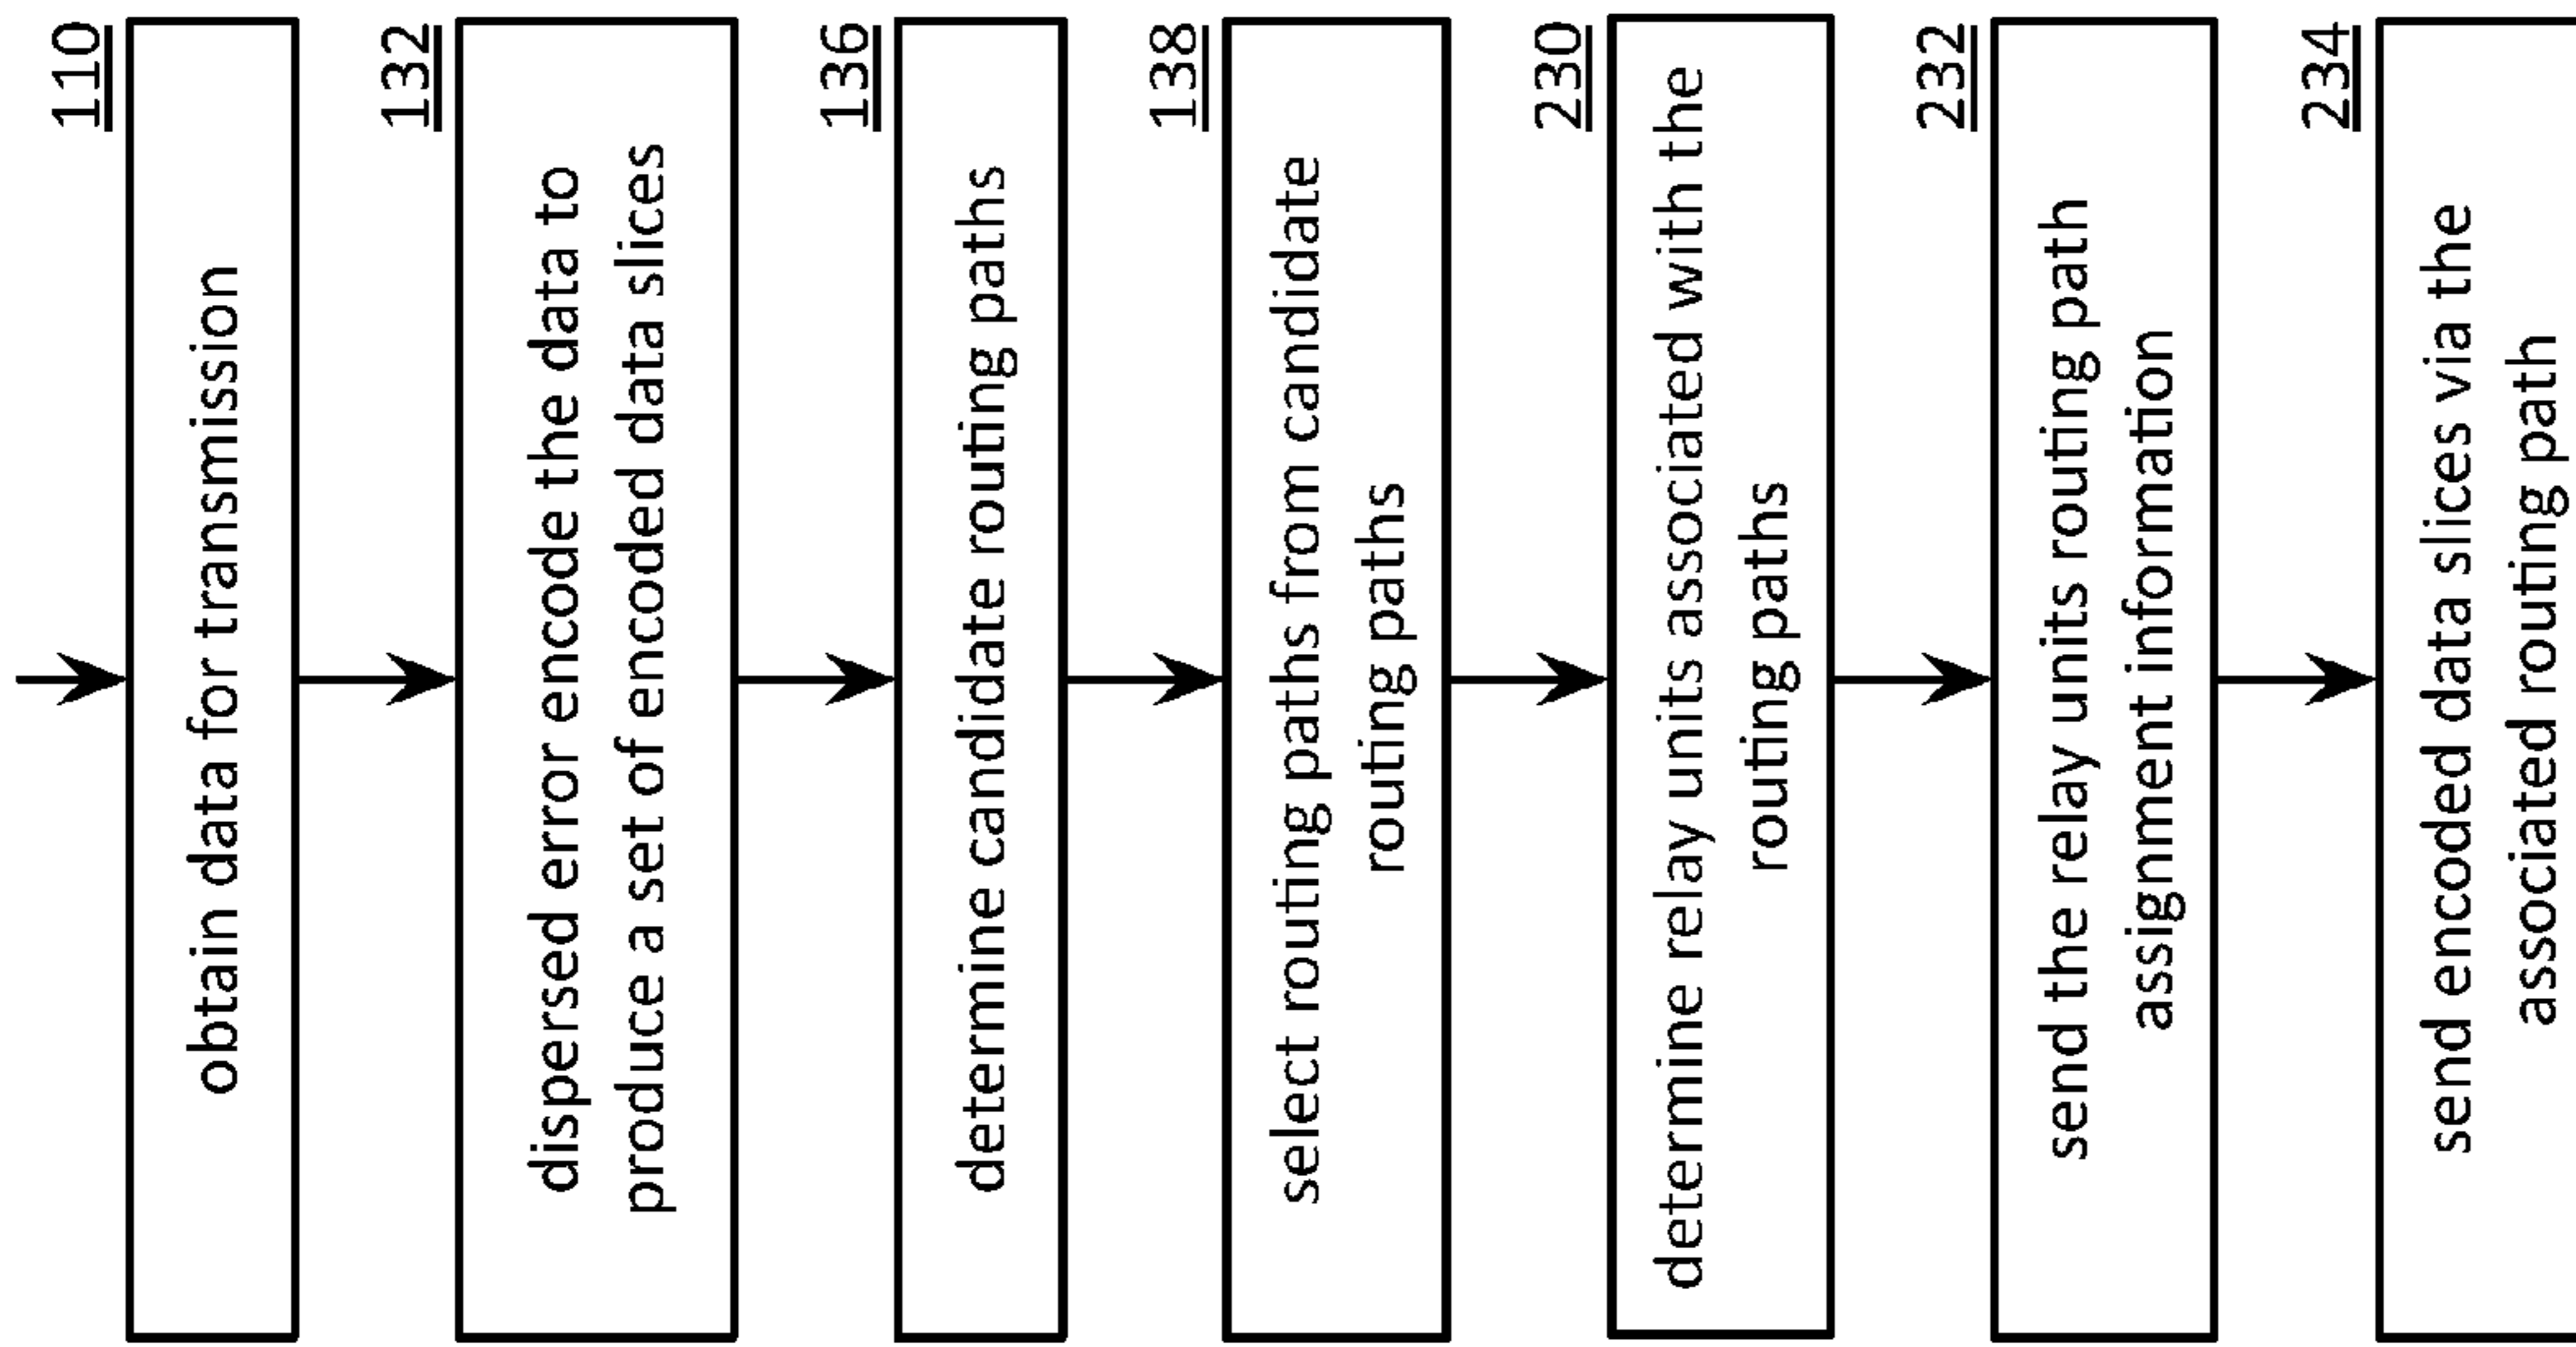 110
obtain data for transmission
132
dispersed error encode the data to
produce a set of encoded data slices
136
determine candidate routing paths
138
select routing paths from candidate
routing paths
230
determine relay units associated with the
routing paths
232
send the relay units routing path
assignment information
234
send encoded data slices via the
associated routing path